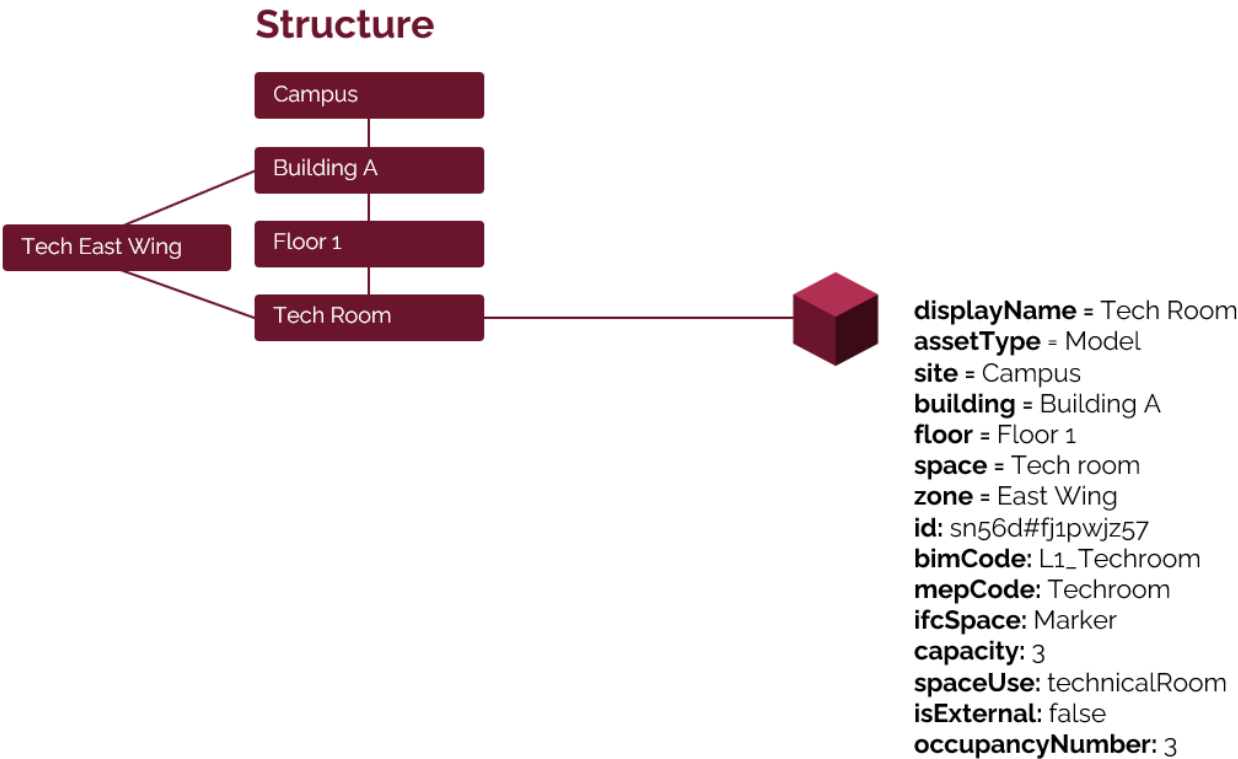 Structure
Campus
Building A
Tech East Wing
Floor 1
Tech Room
displayName = Tech Room
assetType = Model
site = Campus
building = Building A
floor = Floor 1
space = Tech room
zone = East Wing
id: sn56d#fj1pwjz57
bimCode: L1_Techroom
mepCode: Techroom
ifcSpace: Marker
capacity: 3
spaceUse: technicalRoom
isExternal: false
occupancyNumber: 3